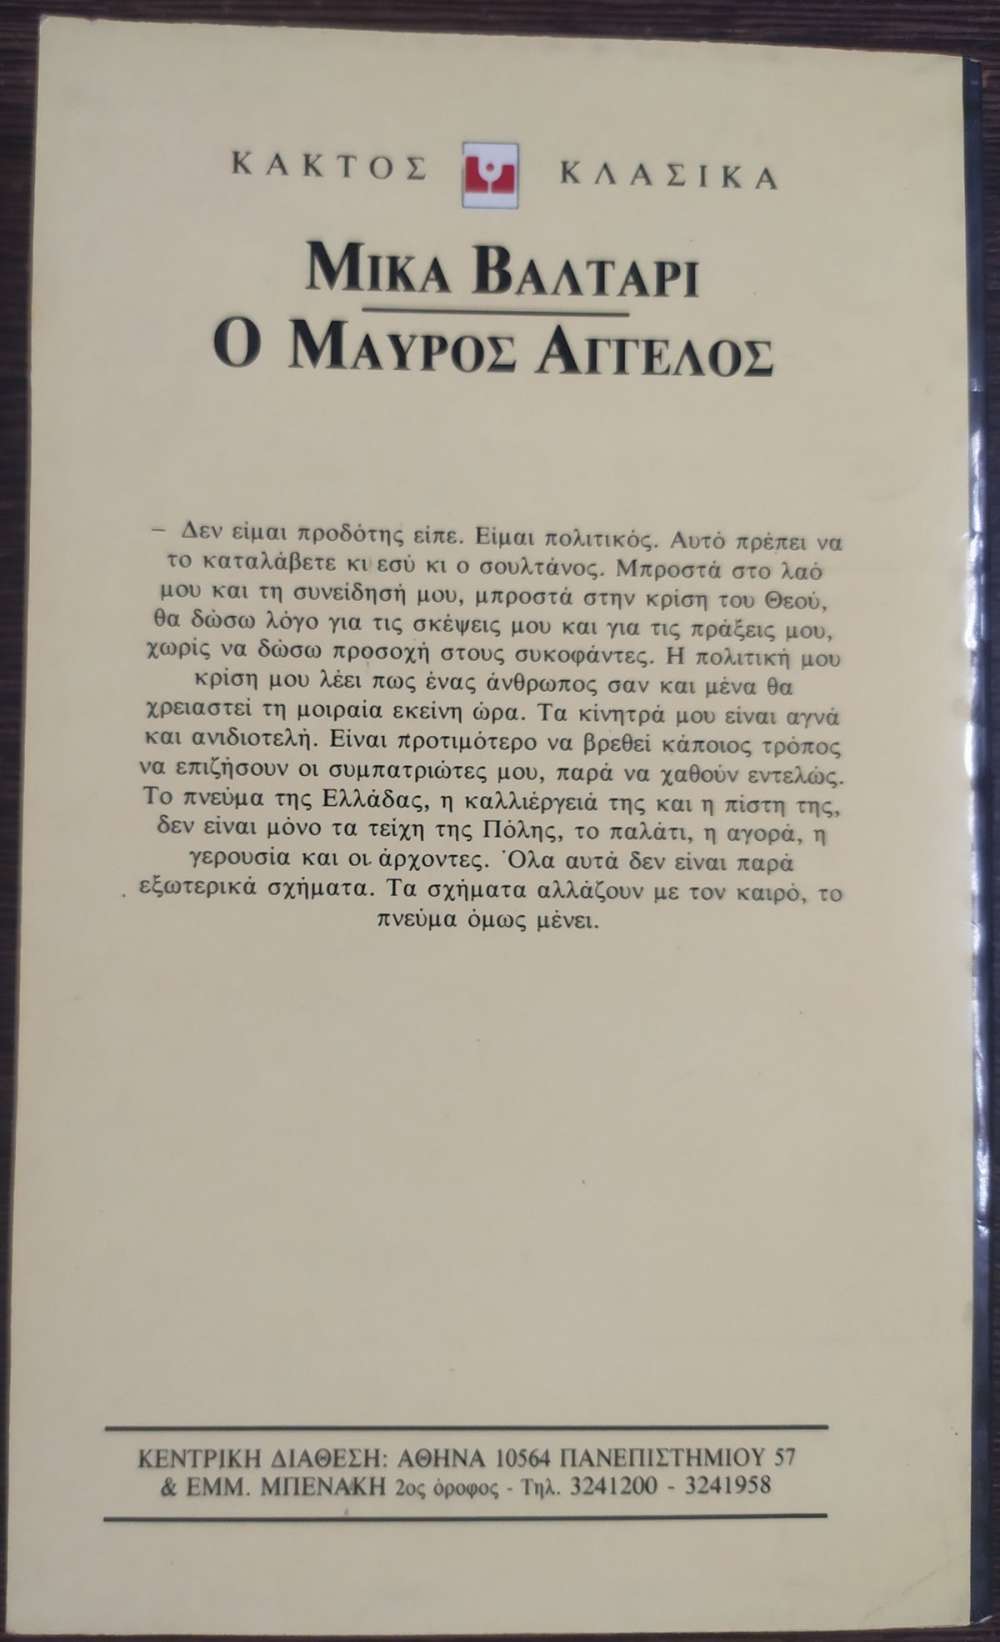 ΚΑΚΤΟΣ ΚΛΑΣΙΚΑ
ΜΙΚΑ ΒΑΛΤΑΡΙ
Ο ΜΑΥΡΟΣ ΑΓΓΕΛΟΣ
– Δεν είμαι προδότης είπε. Είμαι πολιτικός. Αυτό πρέπει να
το καταλάβετε κι εσύ κι ο σουλτάνος. Μπροστά στο λαό
μου και τη συνείδησή μου, μπροστά στην κρίση του Θεού,
θα δώσω λόγο για τις σκέψεις μου και για τις πράξεις μου,
χωρίς να δώσω προσοχή στους συκοφάντες. Η πολιτική μου
κρίση μου λέει πως ένας άνθρωπος σαν και μένα θα
χρειαστεί τη μοιραία εκείνη ώρα. Τα κίνητρά μου είναι αγνά
και ανιδιοτελή. Είναι προτιμότερο να βρεθεί κάποιος τρόπος
να επιζήσουν οι συμπατριώτες μου, παρά να χαθούν εντελώς.
Το πνεύμα της Ελλάδας, η καλλιέργειά της και η πίστη της,
δεν είναι μόνο τα τείχη της Πόλης, το παλάτι, η αγορά, η
γερουσία και οι άρχοντες. Όλα αυτά δεν είναι παρά
εξωτερικά σχήματα. Τα σχήματα αλλάζουν με τον καιρό, το
πνεύμα όμως μένει.
ΚΕΝΤΡΙΚΗ ΔΙΑΘΕΣΗ: ΑΘΗΝΑ 10564 ΠΑΝΕΠΙΣΤΗΜΙΟΥ 57
& ΕΜΜ. ΜΠΕΝΑΚΗ 2ος όροφος - Τηλ. 3241200 - 3241958